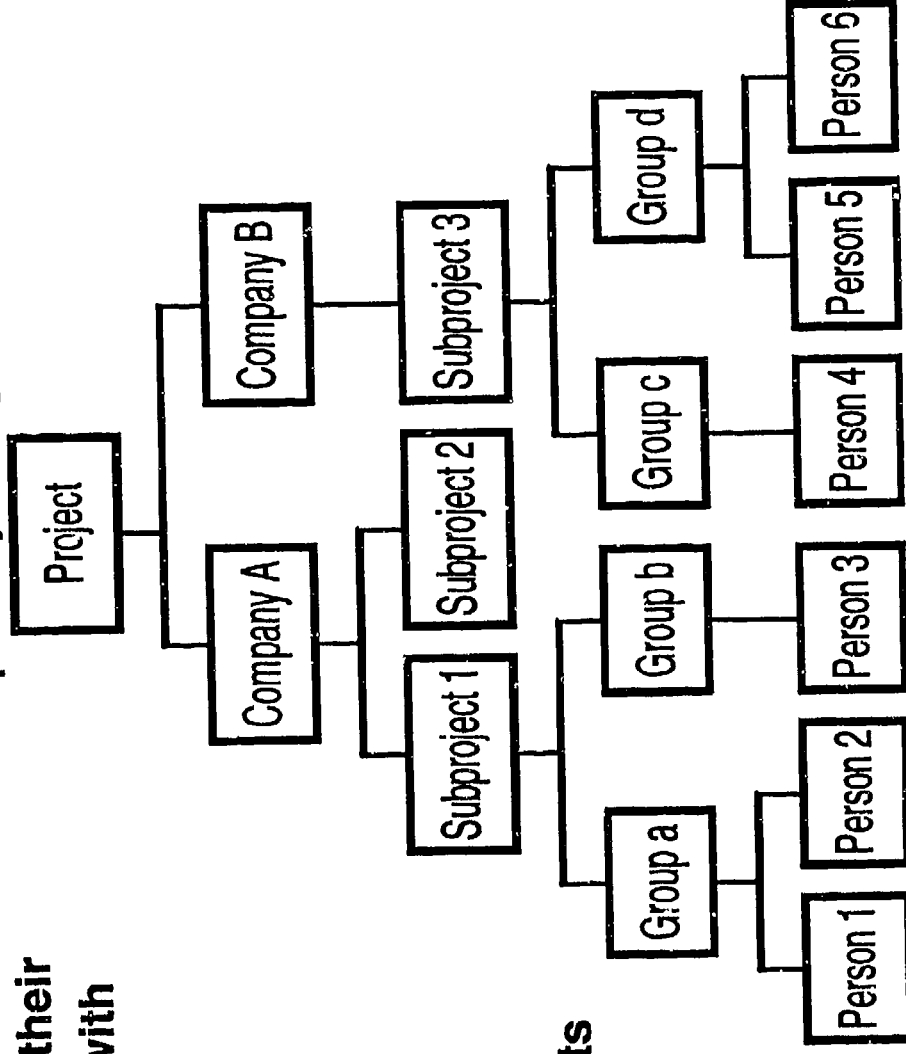 their
with
ts
Project
Company A
Company B
Subproject 1
Subproject 2
Subproject 3
Group a
Group b
Group c
Group d
Person 1
Person 2
Person 3
Person 4
Person 5
Person 6